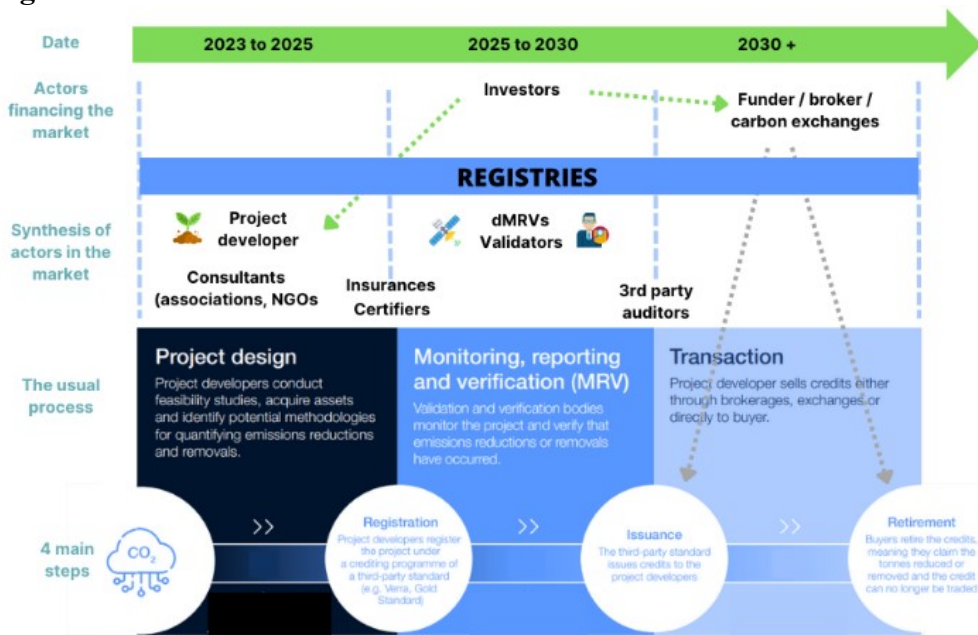 Date
2023 to 2025
2025 to 2030
2030 +
Actors
financing the
market
Investors
Funder / broker /
carbon exchanges
REGISTRIES
Synthesis of
actors in the
market
Project
developer
dMRVs
Validators
Consultants
(associations, NGOs
Insurances
Certifiers
3rd party
auditors
The usual
process
Project design
Project developers conduct
feasibility studies, acquire assets
and identify potential methodologies
for quantifying emissions reductions
and removals.
Monitoring, reporting
and verification (MRV)
Validation and verification bodies
monitor the project and verify that
emissions reductions or removals
have occurred.
Transaction
Project developer sells credits either
through brokerages, exchanges or
directly to buyer.
4 main
steps
CO2
Registration
Project developers register
the project under
a crediting programme of
a third-party standard
(e.g. Verra, Gold
Standard)
Issuance
The third-party standard
issues credits to the
project developers
Retirement
Buyers retire the credits,
meaning they claim the
tonnes reduced or
removed and the credit
can no longer be traded